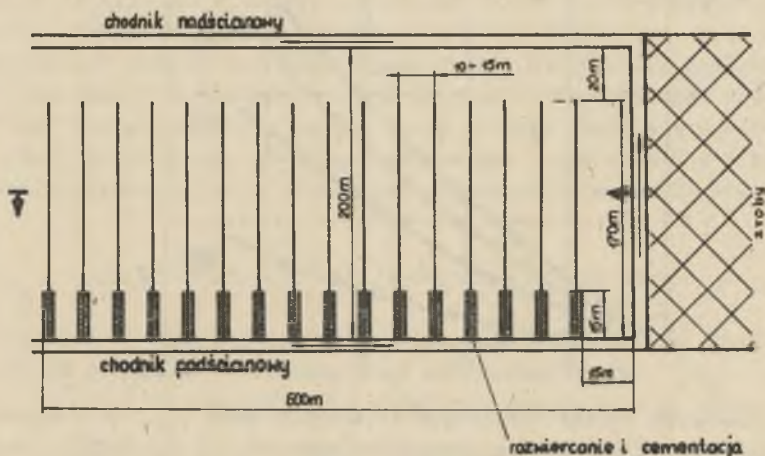 chodnik nadścianowy
10 ÷ 15m
20m
200m
170m
zroby
15m
chodnik podścianowy
15m
600m
rozwiercanie i cementacja